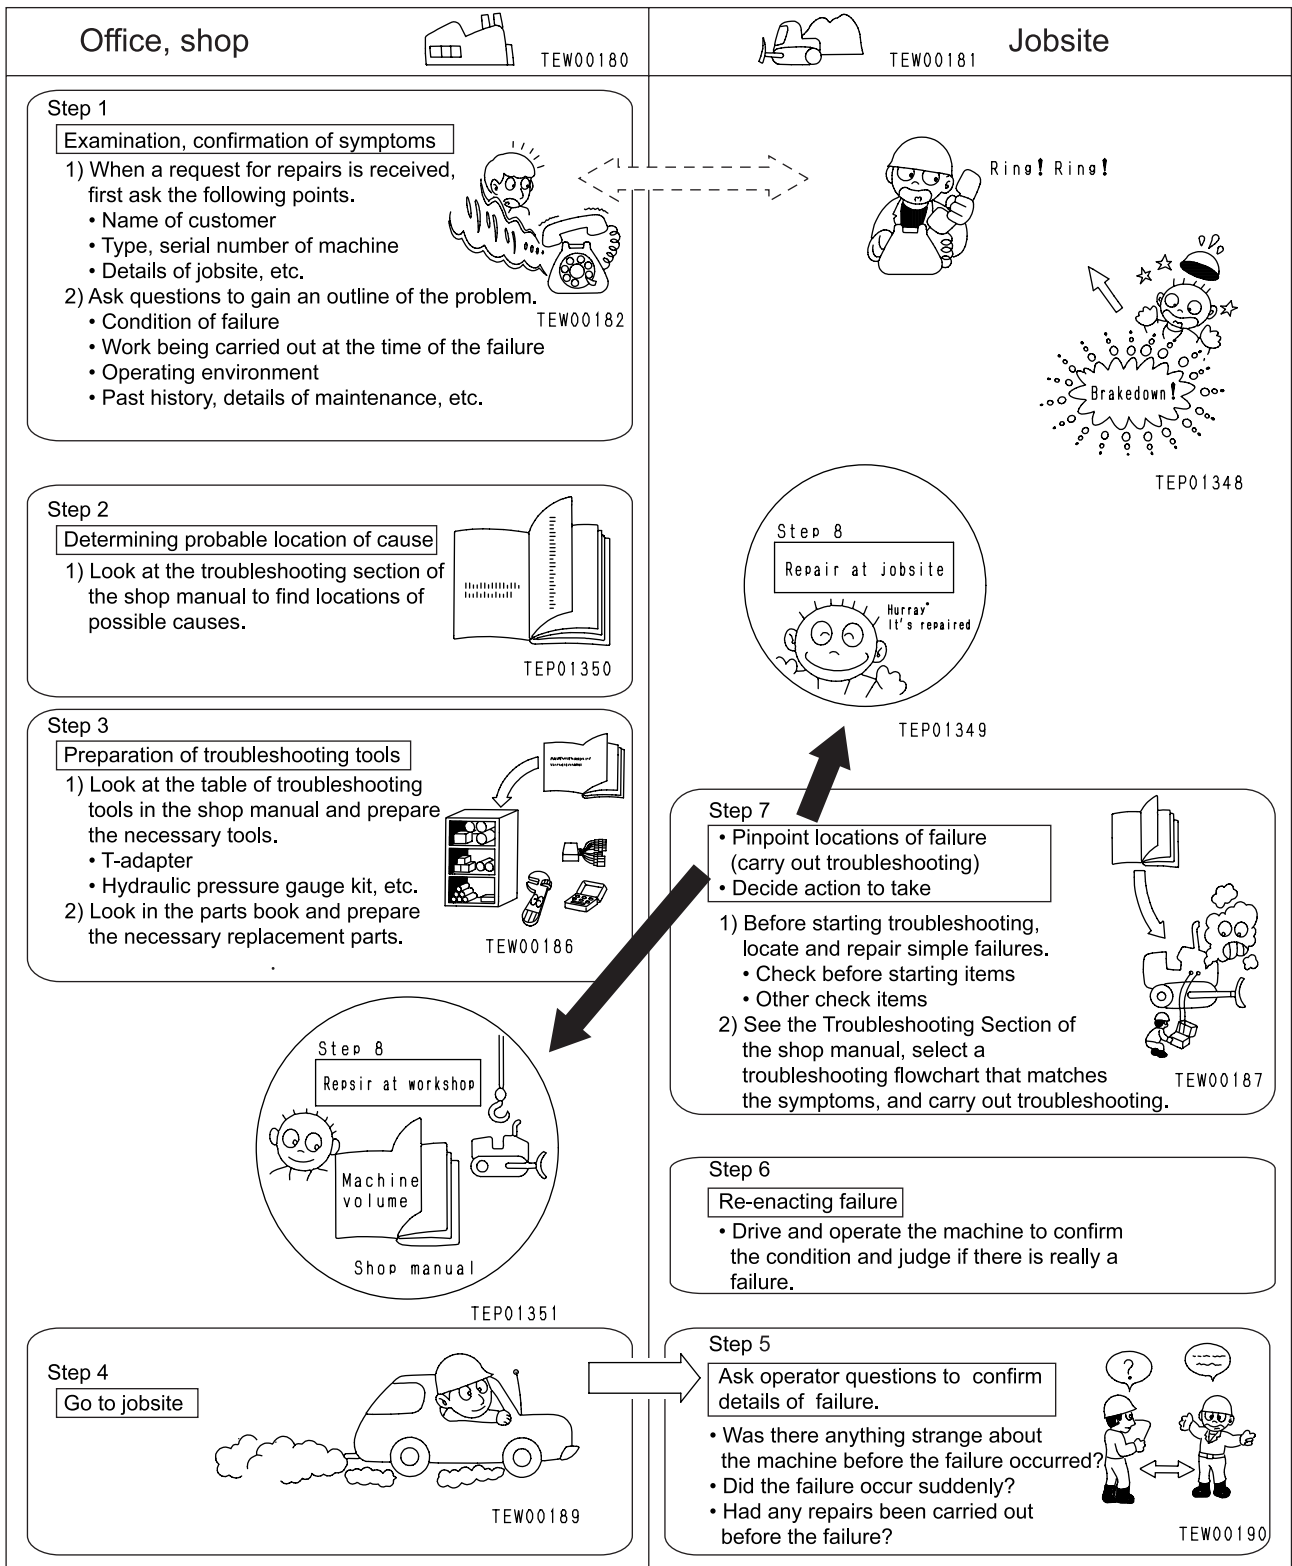 Office, shop
TEW00180
TEW00181
Jobsite
Step 1
Examination, confirmation of symptoms
1) When a request for repairs is received,
first ask the following points.
• Name of customer
• Type, serial number of machine
• Details of jobsite, etc.
2) Ask questions to gain an outline of the problem.
TEW00182
• Condition of failure
• Work being carried out at the time of the failure
• Operating environment
• Past history, details of maintenance, etc.
Ring! Ring!
Brakedown!
TEP01348
Step 2
Determining probable location of cause
1) Look at the troubleshooting section of
the shop manual to find locations of
possible causes.
TEP01350
Step 8
Repair at jobsite
Hurray"
It's repaired
TEP01349
Step 3
Preparation of troubleshooting tools
1) Look at the table of troubleshooting
tools in the shop manual and prepare
the necessary tools.
• T-adapter
• Hydraulic pressure gauge kit, etc.
2) Look in the parts book and prepare
the necessary replacement parts.
TEW00186
Step 7
• Pinpoint locations of failure
(carry out troubleshooting)
• Decide action to take
1) Before starting troubleshooting,
locate and repair simple failures.
• Check before starting items
• Other check items
2) See the Troubleshooting Section of
the shop manual, select a
troubleshooting flowchart that matches
the symptoms, and carry out troubleshooting.
TEW00187
Step 8
Repsir at workshop
Machine
volume
Shop manual
TEP01351
Step 6
Re-enacting failure
• Drive and operate the machine to confirm
the condition and judge if there is really a
failure.
Step 4
Go to jobsite
TEW00189
Step 5
Ask operator questions to confirm
details of failure.
?
• Was there anything strange about
the machine before the failure occurred?
• Did the failure occur suddenly?
• Had any repairs been carried out
before the failure?
TEW00190